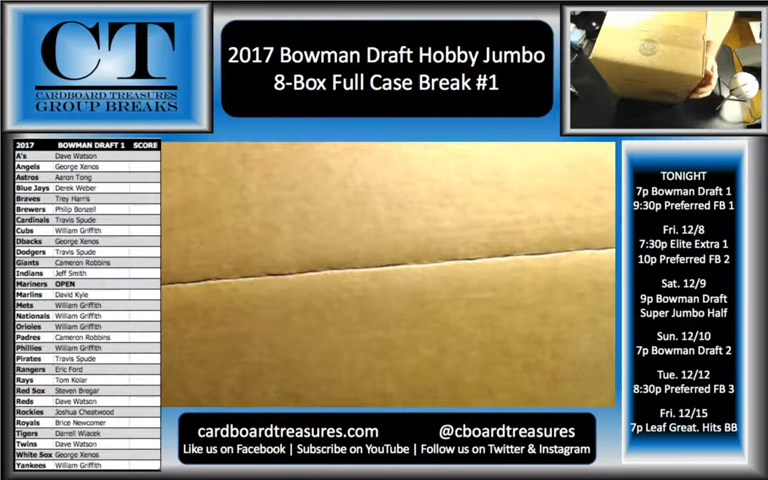 CT
CARDBOARD TREASURES
GROUP BREAKS
2017 Bowman Draft Hobby Jumbo
8-Box Full Case Break #1
2017 BOWMAN DRAFT 1 SCORE
A's Dave Watson
Angels George Xenos
Astros Aaron Tong
Blue Jays Derek Weber
Braves Trey Harris
Brewers Philip Bonzell
Cardinals Travis Spude
Cubs William Griffith
Dbacks George Xenos
Dodgers Travis Spude
Giants Cameron Robbins
Indians Jeff Smith
Mariners OPEN
Marlins David Kyle
Mets William Griffith
Nationals William Griffith
Orioles William Griffith
Padres Cameron Robbins
Phillies William Griffith
Pirates Travis Spude
Rangers Eric Ford
Rays Tom Kolar
Red Sox Steven Bregar
Reds Dave Watson
Rockies Joshua Cheatwood
Royals Brice Newcomer
Tigers Darrell Wiacek
Twins Dave Watson
White Sox George Xenos
Yankees William Griffith
TONIGHT
7p Bowman Draft 1
9:30p Preferred FB 1
Fri. 12/8
7:30p Elite Extra 1
10p Preferred FB 2
Sat. 12/9
9p Bowman Draft
Super Jumbo Half
Sun. 12/10
7p Bowman Draft 2
Tue. 12/12
8:30p Preferred FB 3
Fri. 12/15
7p Leaf Great. Hits BB
cardboardtreasures.com @cboardtreasures
Like us on Facebook | Subscribe on YouTube | Follow us on Twitter & Instagram